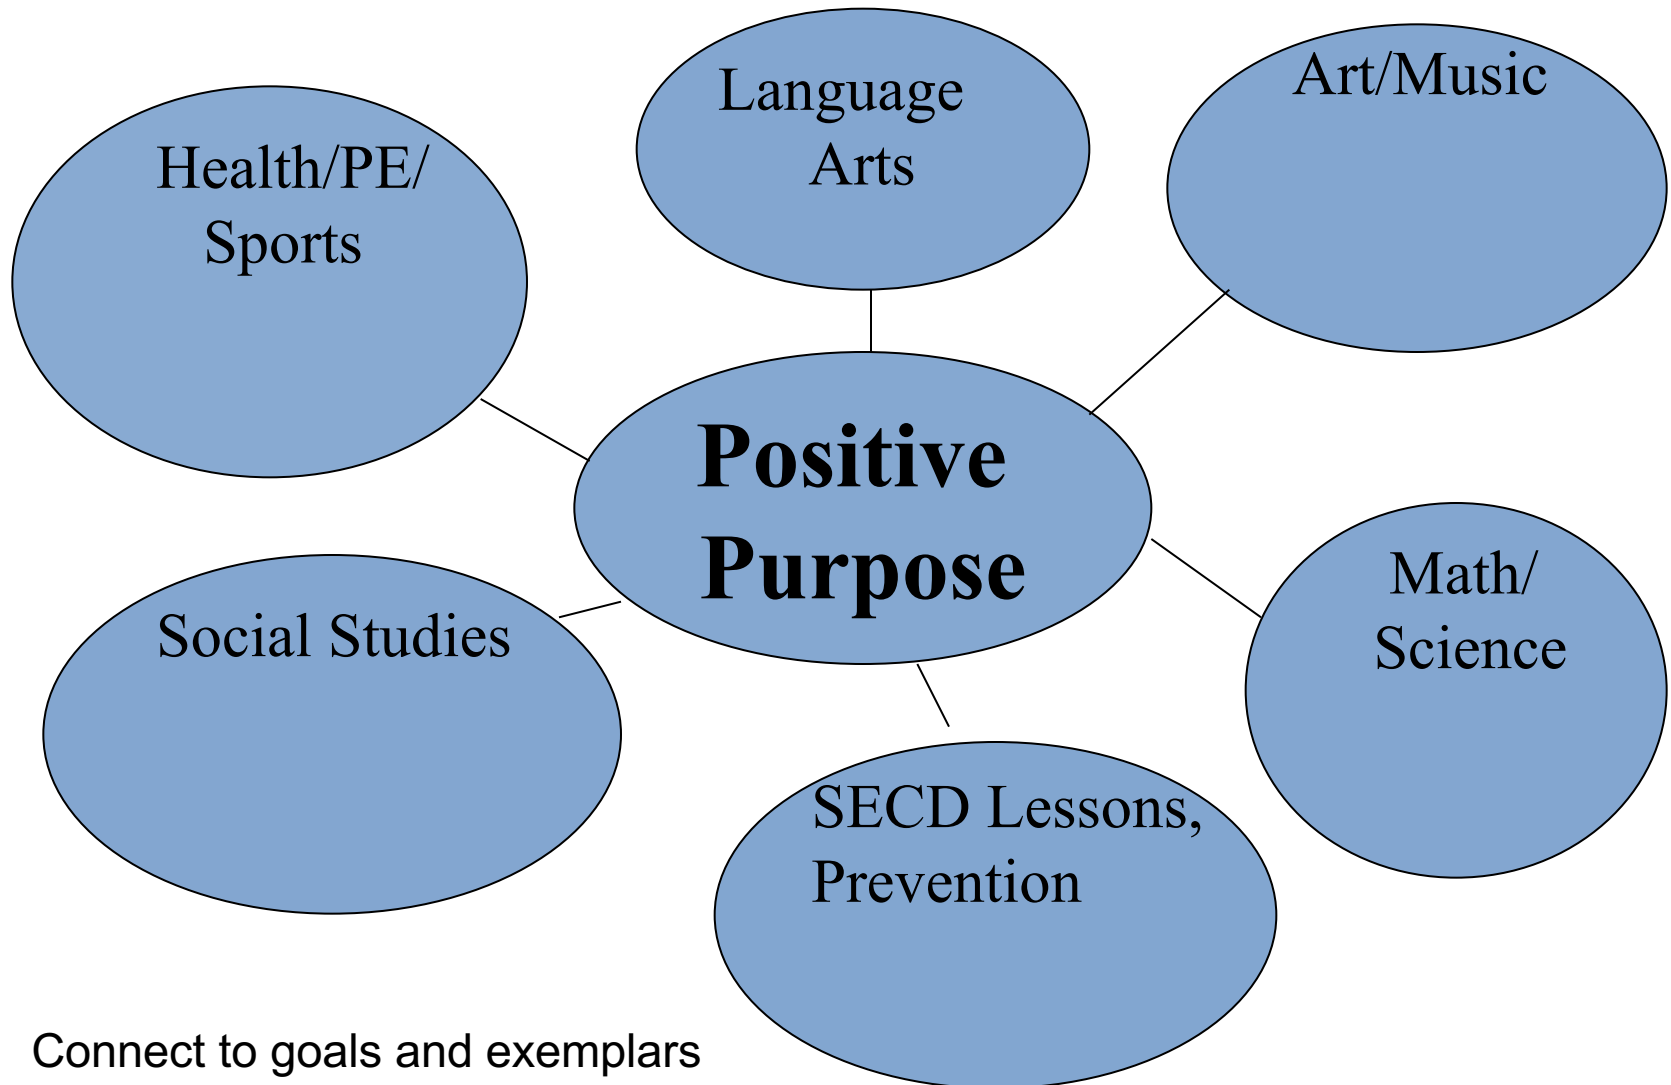 Language
Arts
Art/Music
Health/PE/
Sports
Positive
Purpose
Math/
Science
Social Studies
SECD Lessons,
Prevention
Connect to goals and exemplars